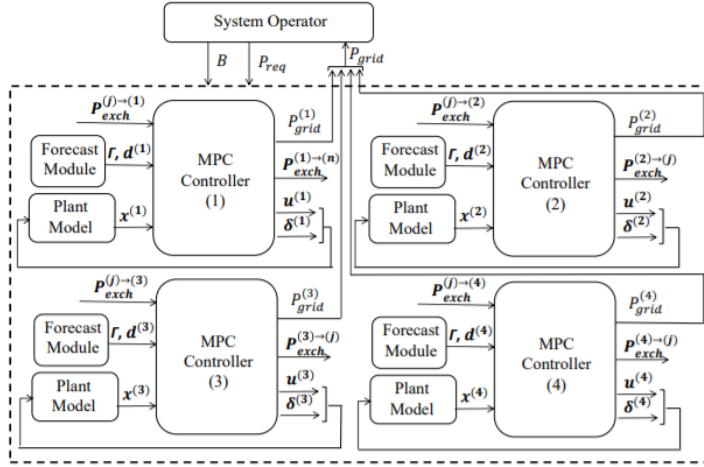 System Operator
B
P_req
P_grid
P_exch^(j)→(1)
Forecast
Module
Γ, d^(1)
Plant
Model
x^(1)
MPC
Controller
(1)
P_grid^(1)
P_exch^(1)→(n)
u^(1)
δ^(1)
P_exch^(j)→(2)
Forecast
Module
Γ, d^(2)
Plant
Model
x^(2)
MPC
Controller
(2)
P_grid^(2)
P_exch^(2)→(j)
u^(2)
δ^(2)
P_exch^(j)→(3)
Forecast
Module
Γ, d^(3)
Plant
Model
x^(3)
MPC
Controller
(3)
P_grid^(3)
P_exch^(3)→(j)
u^(3)
δ^(3)
P_exch^(j)→(4)
Forecast
Module
Γ, d^(4)
Plant
Model
x^(4)
MPC
Controller
(4)
P_grid^(4)
P_exch^(4)→(j)
u^(4)
δ^(4)